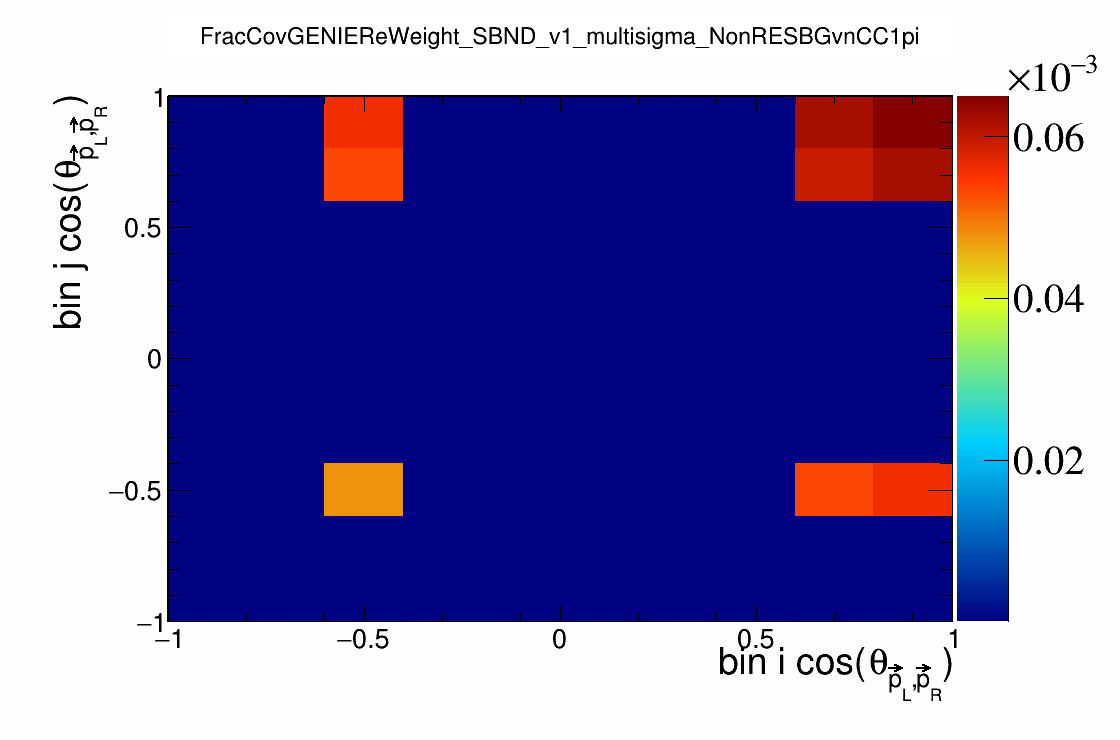 FracCovGENIEReWeight_SBND_v1_multisigma_NonRESBGvnCC1pi
×10⁻³
bin j cos(θ_{p⃗_L,p⃗_R})
1
0.5
0
−0.5
−1
0.06
0.04
0.02
−1 −0.5 0 0.5 1
bin i cos(θ_{p⃗_L,p⃗_R})